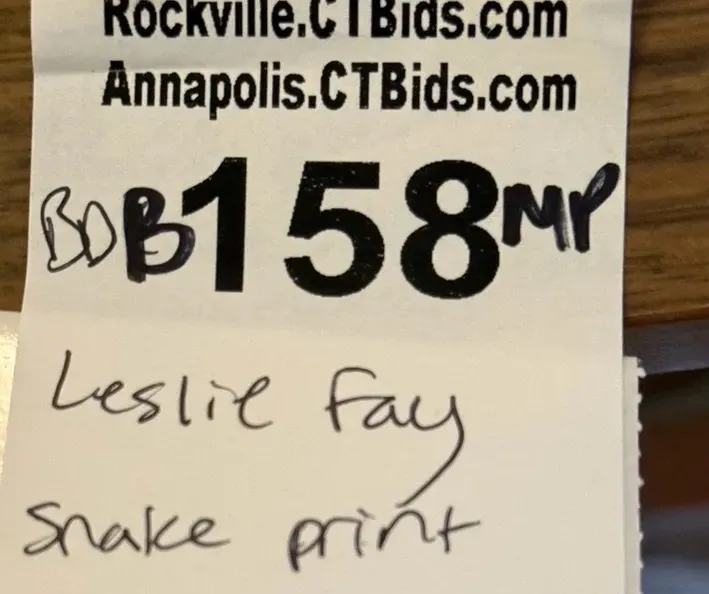 Rockville.CTBids.com
Annapolis.CTBids.com
BDB158MP
Leslie Fay
Snake print